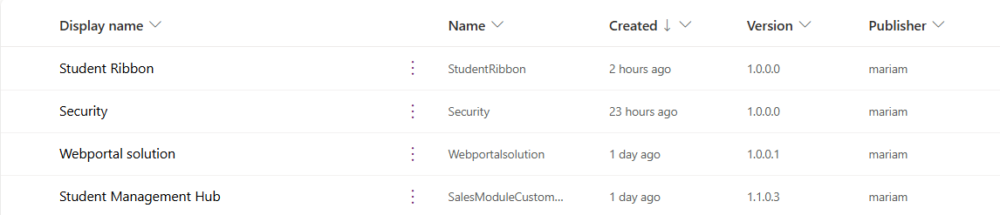 Display name Name Created Version Publisher
Student Ribbon StudentRibbon 2 hours ago 1.0.0.0 mariam
Security Security 23 hours ago 1.0.0.0 mariam
Webportal solution Webportalsolution 1 day ago 1.0.0.1 mariam
Student Management Hub SalesModuleCustom... 1 day ago 1.1.0.3 mariam